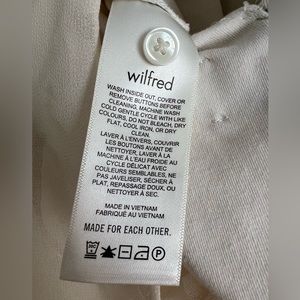 wilfred
WASH INSIDE OUT, COVER OR
REMOVE BUTTONS BEFORE
CLEANING. MACHINE WASH
COLD GENTLE CYCLE WITH LIKE
COLOURS, DO NOT BLEACH, DRY
FLAT, COOL IRON, OR DRY
CLEAN.
LAVER À L'ENVERS, COUVRIR
LES BOUTONS AVANT DE
NETTOYER. LAVER À LA
MACHINE À L'EAU FROIDE AU
CYCLE DÉLICAT AVEC
COULEURS SEMBLABLES, NE
PAS JAVELISER, SÉCHER À
PLAT, REPASSAGE DOUX, OU
NETTOYER À SEC.
MADE IN VIETNAM
FABRIQUÉ AU VIETNAM
MADE FOR EACH OTHER.